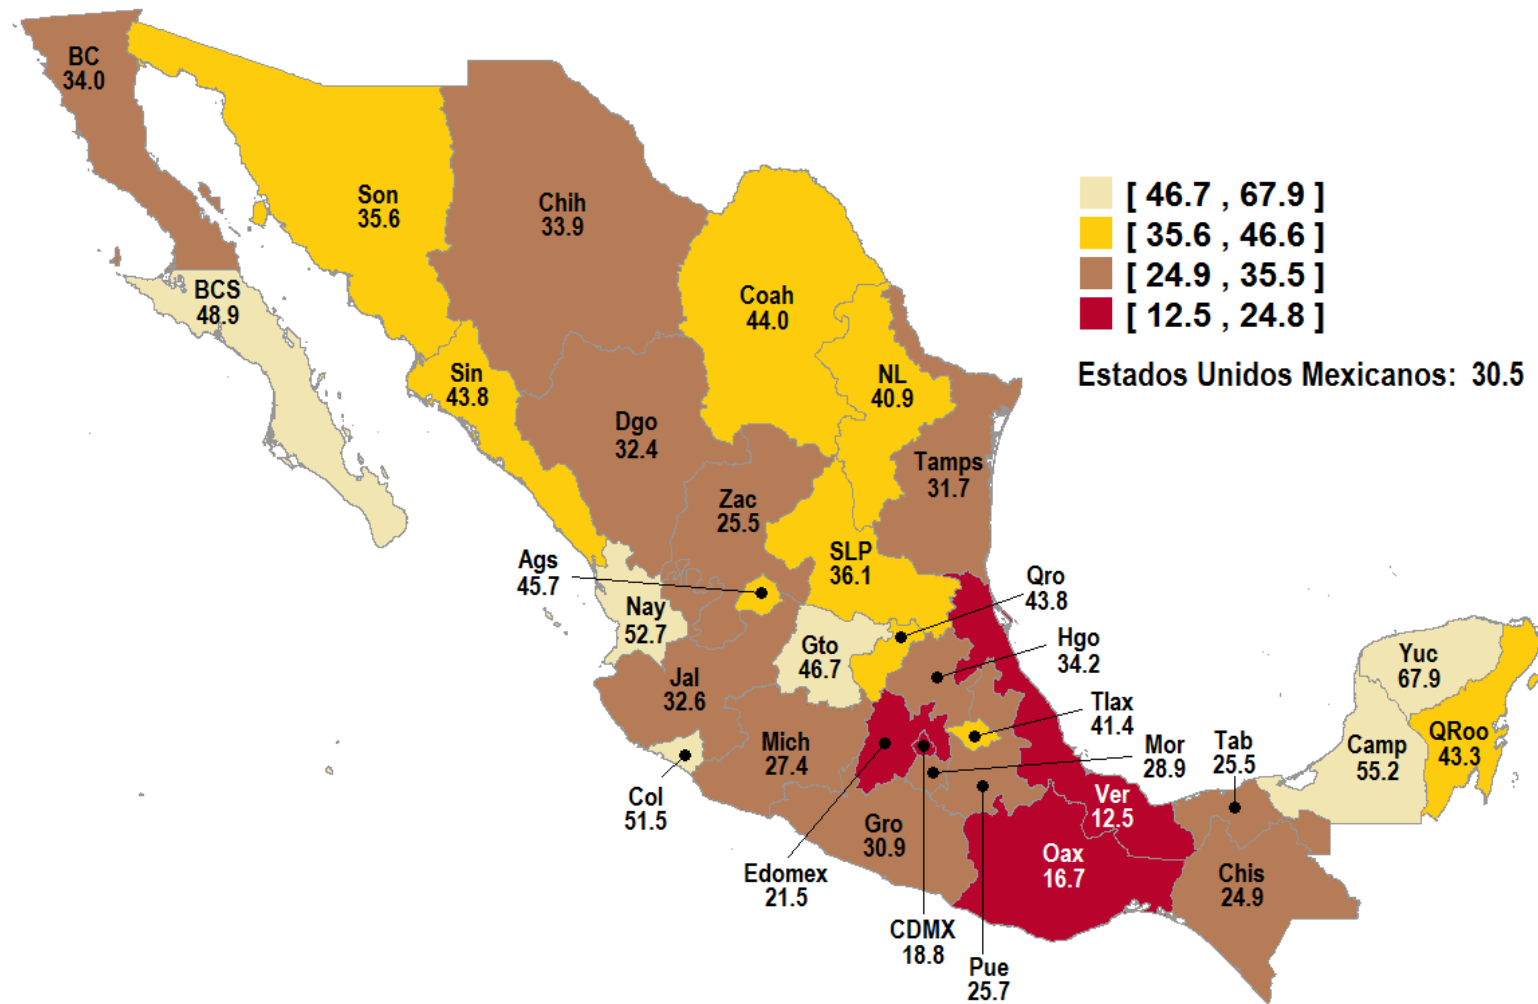 BC
34.0
Son
35.6
Chih
33.9
[ 46.7 , 67.9 ]
[ 35.6 , 46.6 ]
[ 24.9 , 35.5 ]
[ 12.5 , 24.8 ]
Estados Unidos Mexicanos: 30.5
BCS
48.9
Coah
44.0
Sin
43.8
NL
40.9
Dgo
32.4
Tamps
31.7
Zac
25.5
Ags
45.7
SLP
36.1
Qro
43.8
Nay
52.7
Gto
46.7
Hgo
34.2
Yuc
67.9
Jal
32.6
Tlax
41.4
Mich
27.4
Mor
28.9
Tab
25.5
Camp
55.2
QRoo
43.3
Col
51.5
Ver
12.5
Gro
30.9
Oax
16.7
Edomex
21.5
Chis
24.9
CDMX
18.8
Pue
25.7